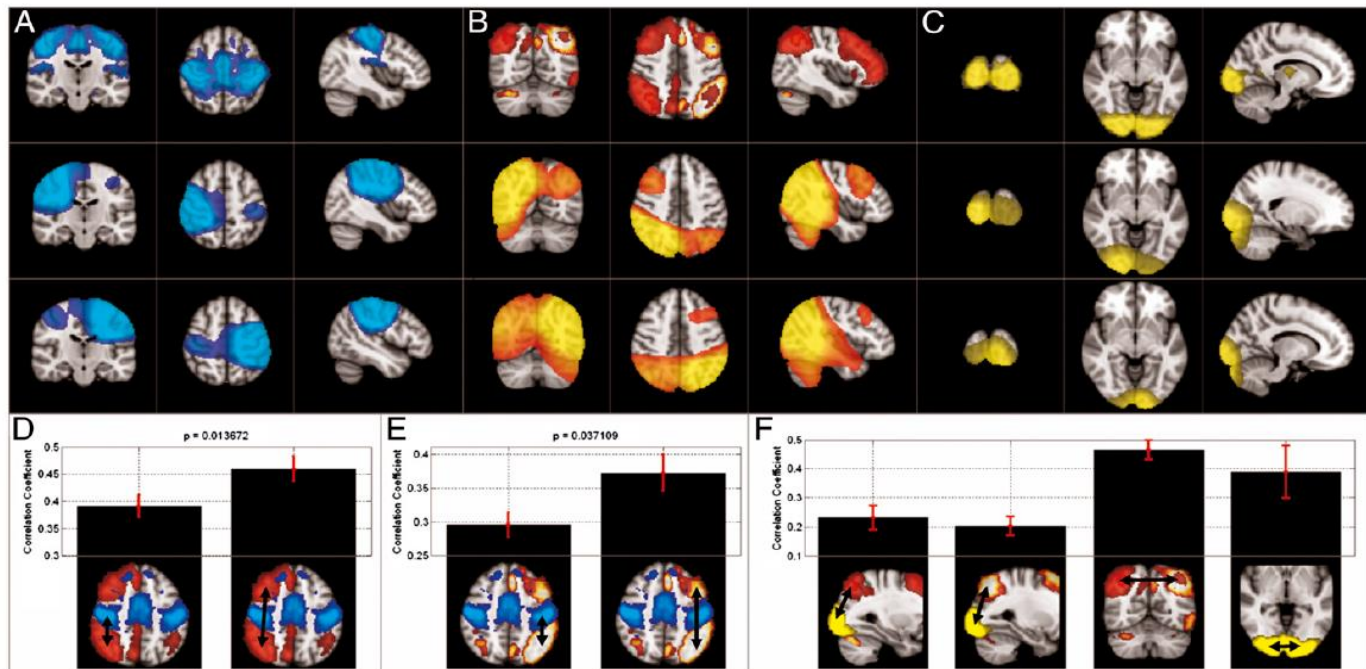 A B C
D E F
p = 0.013672
p = 0.037109
Correlation Coefficient
0.5
0.45
0.4
0.35
0.3
Correlation Coefficient
0.4
0.35
0.3
0.25
Correlation Coefficient
0.5
0.4
0.3
0.2
0.1